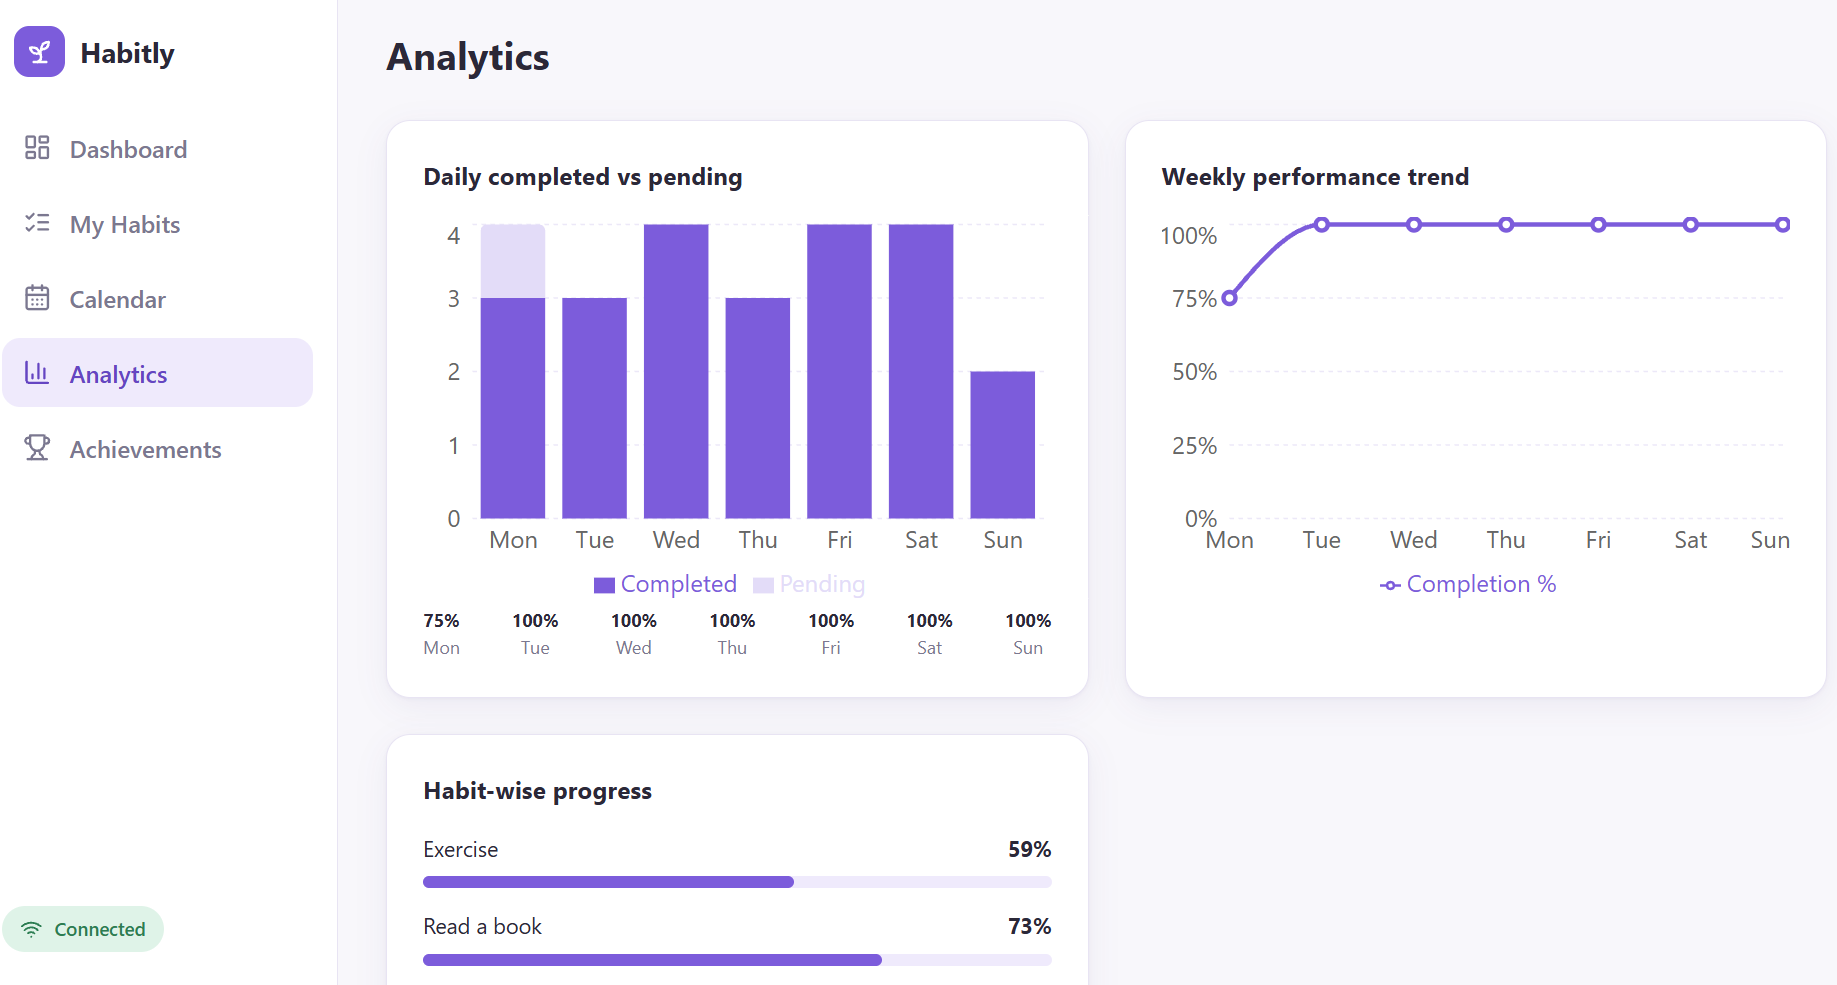 Habitly
Dashboard
My Habits
Calendar
Analytics
Achievements
Connected
Analytics
Daily completed vs pending
4
3
2
1
0
Mon Tue Wed Thu Fri Sat Sun
Completed Pending
75% 100% 100% 100% 100% 100% 100%
Mon Tue Wed Thu Fri Sat Sun
Weekly performance trend
100%
75%
50%
25%
0%
Mon Tue Wed Thu Fri Sat Sun
Completion %
Habit-wise progress
Exercise 59%
Read a book 73%